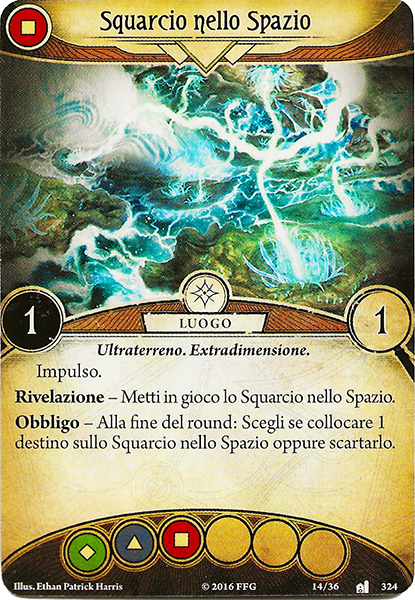 Squarcio nello Spazio
1
1
LUOGO
Ultraterreno. Extradimensione.
Impulso.
Rivelazione – Metti in gioco lo Squarcio nello Spazio.
Obbligo – Alla fine del round: Scegli se collocare 1
destino sullo Squarcio nello Spazio oppure scartarlo.
Illus. Ethan Patrick Harris
© 2016 FFG
14/36
324